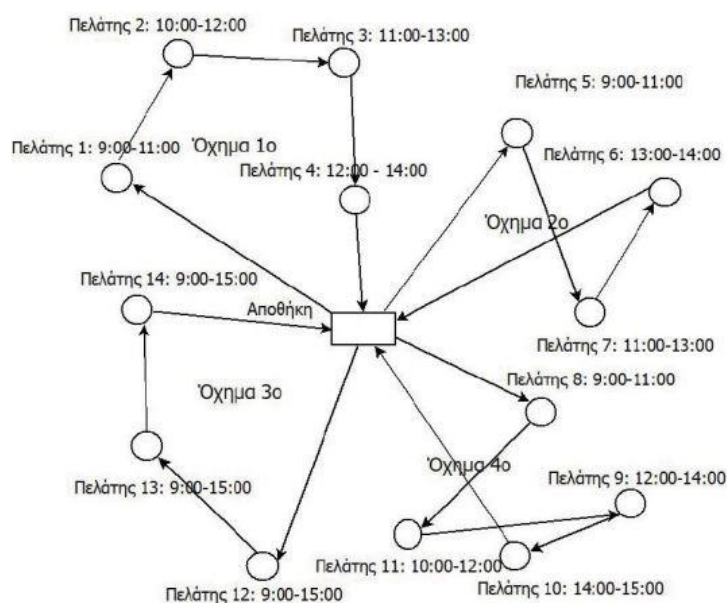 Πελάτης 2: 10:00-12:00
Πελάτης 3: 11:00-13:00
Πελάτης 5: 9:00-11:00
Πελάτης 1: 9:00-11:00
Όχημα 1ο
Πελάτης 4: 12:00 - 14:00
Πελάτης 6: 13:00-14:00
Όχημα 2ο
Πελάτης 14: 9:00-15:00
Αποθήκη
Πελάτης 7: 11:00-13:00
Πελάτης 8: 9:00-11:00
Όχημα 3ο
Όχημα 4ο
Πελάτης 9: 12:00-14:00
Πελάτης 13: 9:00-15:00
Πελάτης 11: 10:00-12:00
Πελάτης 10: 14:00-15:00
Πελάτης 12: 9:00-15:00